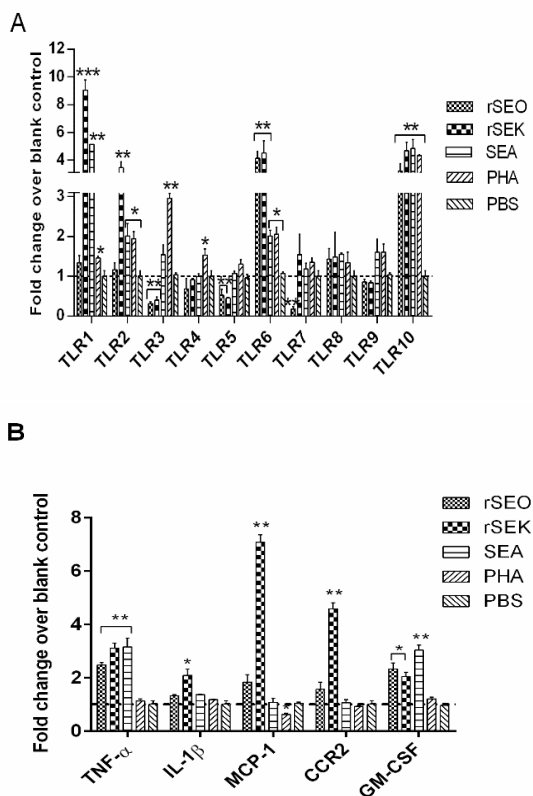 A
Fold change over blank control
12
10
8
6
4
3
2
1
0
***
**
**
*
**
*
**
**
*
**
**
*
**
**
TLR1
TLR2
TLR3
TLR4
TLR5
TLR6
TLR7
TLR8
TLR9
TLR10
rSEO
rSEK
SEA
PHA
PBS
B
Fold change over blank control
8
6
4
2
0
**
*
**
*
**
*
**
TNF-α
IL-1β
MCP-1
CCR2
GM-CSF
rSEO
rSEK
SEA
PHA
PBS